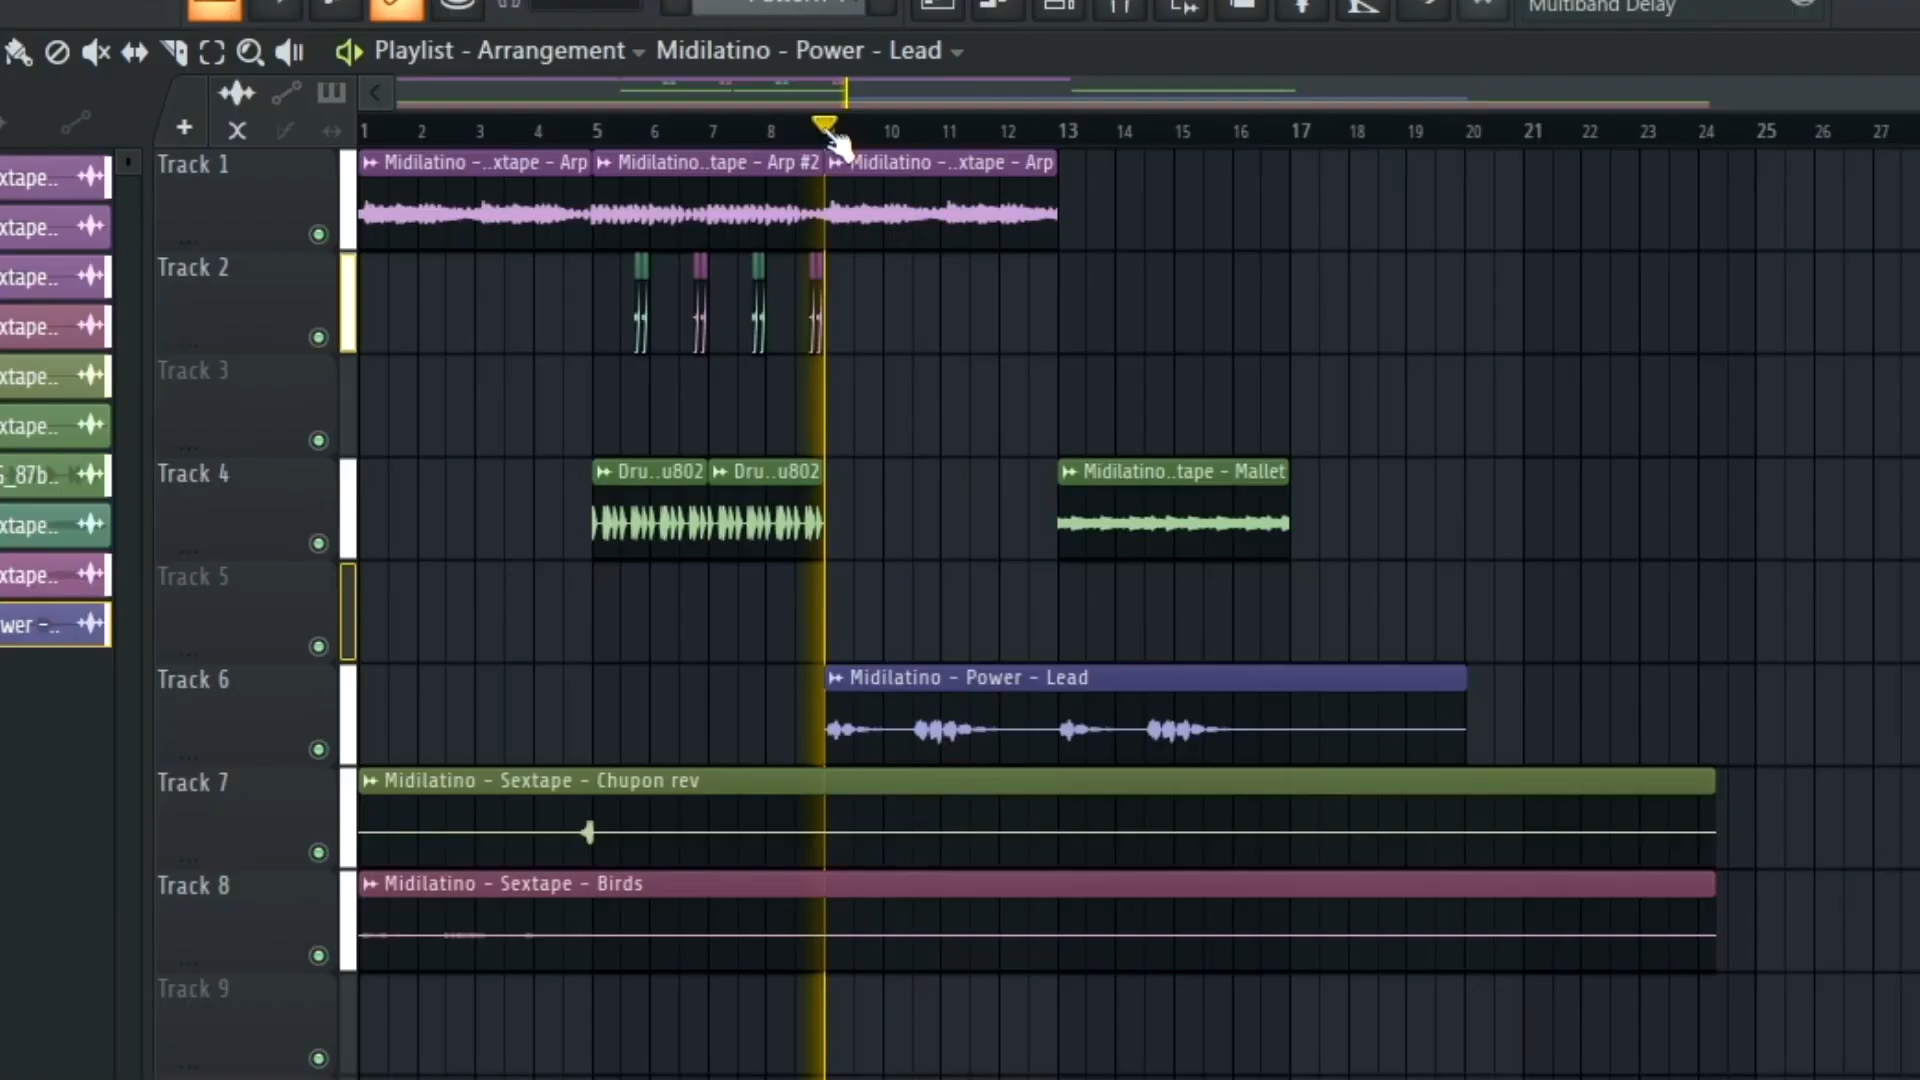 Multiband Delay
Playlist - Arrangement Midilatino - Power - Lead
1 2 3 4 5 6 7 8 10 11 12 13 14 15 16 17 18 19 20 21 22 23 24 25 26 27
xtape..
Track 1 Midilatino -..xtape - Arp Midilatino..tape - Arp #2 Midilatino -..xtape - Arp
xtape..
xtape.. Track 2
xtape..
xtape.. Track 3
xtape..
G_87b.. Track 4 Dru..u802 Dru..u802 Midilatino..tape - Mallet
xtape..
xtape.. Track 5
wer -..
Track 6 Midilatino - Power - Lead
Track 7 Midilatino - Sextape - Chupon rev
Track 8 Midilatino - Sextape - Birds
Track 9